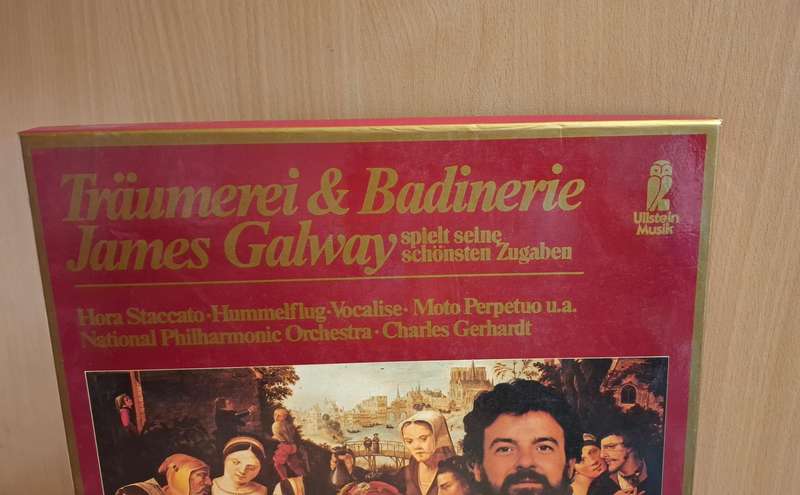 Träumerei & Badinerie
James Galway spielt seine
schönsten Zugaben
Ullstein
Musik
Hora Staccato · Hummelflug · Vocalise · Moto Perpetuo u.a.
National Philharmonic Orchestra · Charles Gerhardt